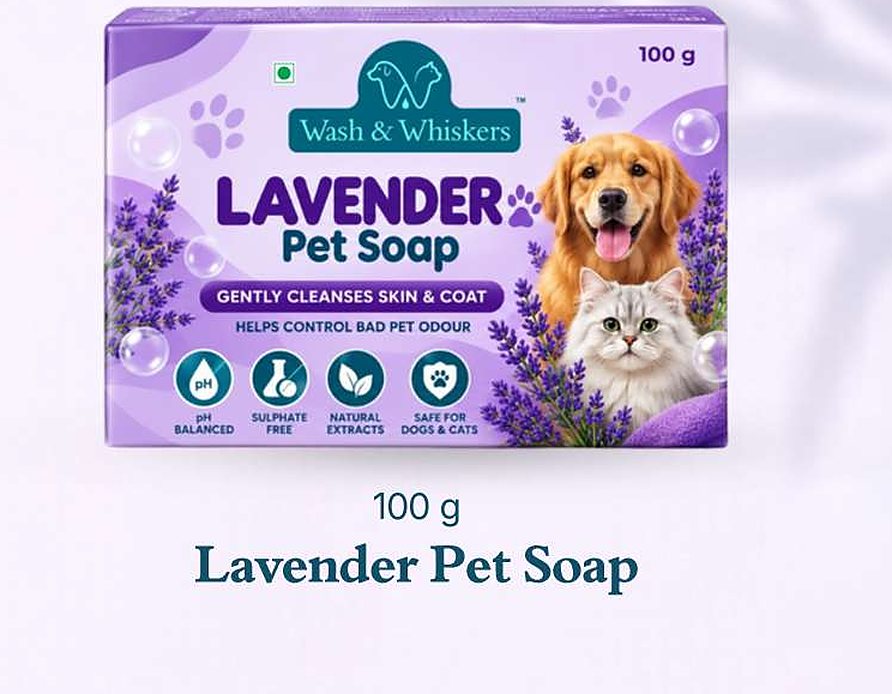 100 g
Wash & Whiskers
TM
LAVENDER
Pet Soap
GENTLY CLEANSES SKIN & COAT
HELPS CONTROL BAD PET ODOUR
pH
pH
BALANCED
SULPHATE
FREE
NATURAL
EXTRACTS
SAFE FOR
DOGS & CATS
100 g
Lavender Pet Soap